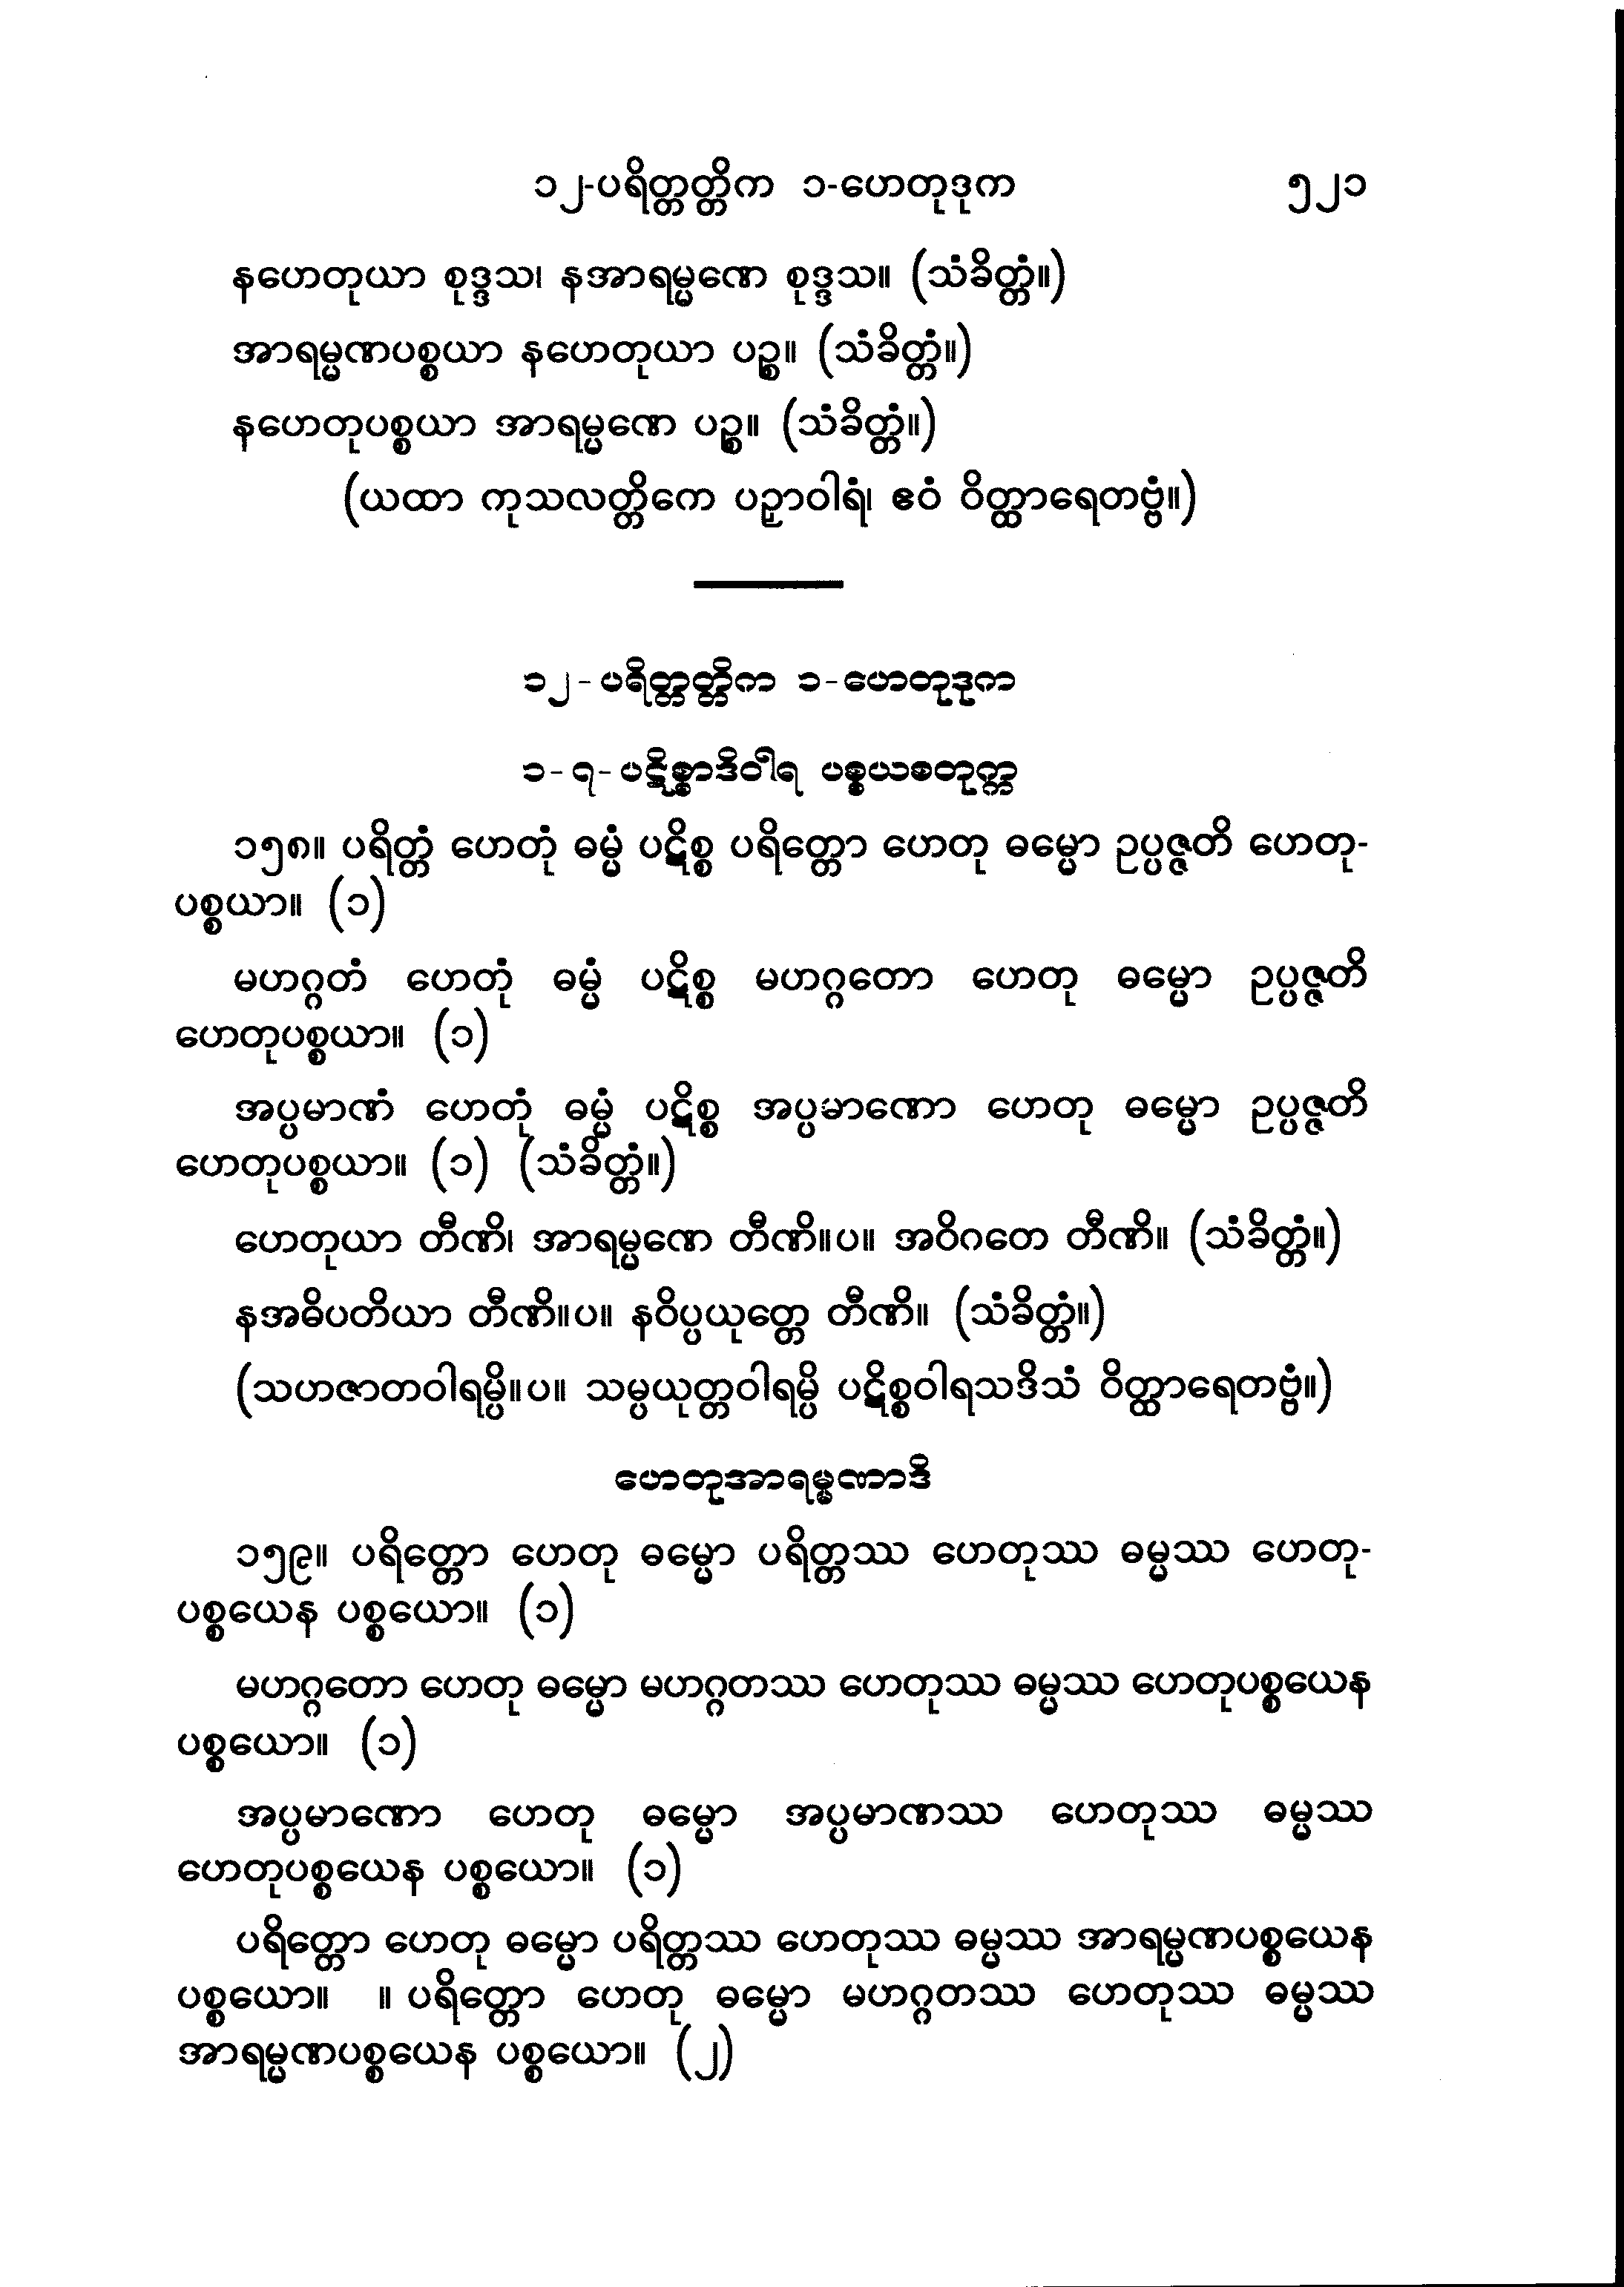 ၁၂-ပရိတ္တတ္တိက ၁-ဟေတုဒုက ၅၂၁
နဟေတုယာ စုဒ္ဒသ၊ နအာရမ္မဏေ စုဒ္ဒသ။ (သံခိတ္တံ။)
အာရမ္မဏပစ္စယာ နဟေတုယာ ပဉ္စ။ (သံခိတ္တံ။)
နဟေတုပစ္စယာ အာရမ္မဏေ ပဉ္စ။ (သံခိတ္တံ။)
(ယထာ ကုသလတ္တိကေ ပဉှာဝါရံ၊ ဧဝံ ဝိတ္ထာရေတဗ္ဗံ။)
၁၂-ပရိတ္တတ္တိက ၁-ဟေတုဒုက
၁-၇-ပဋိစ္စာဒိဝါရ ပစ္စယစတုက္က
၁၅၈။ ပရိတ္တံ ဟေတုံ ဓမ္မံ ပဋိစ္စ ပရိတ္တော ဟေတု ဓမ္မော ဥပ္ပဇ္ဇတိ ဟေတု-
ပစ္စယာ။ (၁)
မဟဂ္ဂတံ ဟေတုံ ဓမ္မံ ပဋိစ္စ မဟဂ္ဂတော ဟေတု ဓမ္မော ဥပ္ပဇ္ဇတိ
ဟေတုပစ္စယာ။ (၁)
အပ္ပမာဏံ ဟေတုံ ဓမ္မံ ပဋိစ္စ အပ္ပမာဏော ဟေတု ဓမ္မော ဥပ္ပဇ္ဇတိ
ဟေတုပစ္စယာ။ (၁) (သံခိတ္တံ။)
ဟေတုယာ တီဏိ၊ အာရမ္မဏေ တီဏိ။ပ။ အဝိဂတေ တီဏိ။ (သံခိတ္တံ။)
နအဓိပတိယာ တီဏိ။ပ။ နဝိပ္ပယုတ္တေ တီဏိ။ (သံခိတ္တံ။)
(သဟဇာတဝါရမ္ပိ။ပ။ သမ္ပယုတ္တဝါရမ္ပိ ပဋိစ္စဝါရသဒိသံ ဝိတ္ထာရေတဗ္ဗံ။)
ဟေတုအာရမ္မဏာဒိ
၁၅၉။ ပရိတ္တော ဟေတု ဓမ္မော ပရိတ္တဿ ဟေတုဿ ဓမ္မဿ ဟေတု-
ပစ္စယေန ပစ္စယော။ (၁)
မဟဂ္ဂတော ဟေတု ဓမ္မော မဟဂ္ဂတဿ ဟေတုဿ ဓမ္မဿ ဟေတုပစ္စယေန
ပစ္စယော။ (၁)
အပ္ပမာဏော ဟေတု ဓမ္မော အပ္ပမာဏဿ ဟေတုဿ ဓမ္မဿ
ဟေတုပစ္စယေန ပစ္စယော။ (၁)
ပရိတ္တော ဟေတု ဓမ္မော ပရိတ္တဿ ဟေတုဿ ဓမ္မဿ အာရမ္မဏပစ္စယေန
ပစ္စယော။ ။ ပရိတ္တော ဟေတု ဓမ္မော မဟဂ္ဂတဿ ဟေတုဿ ဓမ္မဿ
အာရမ္မဏပစ္စယေန ပစ္စယော။ (၂)